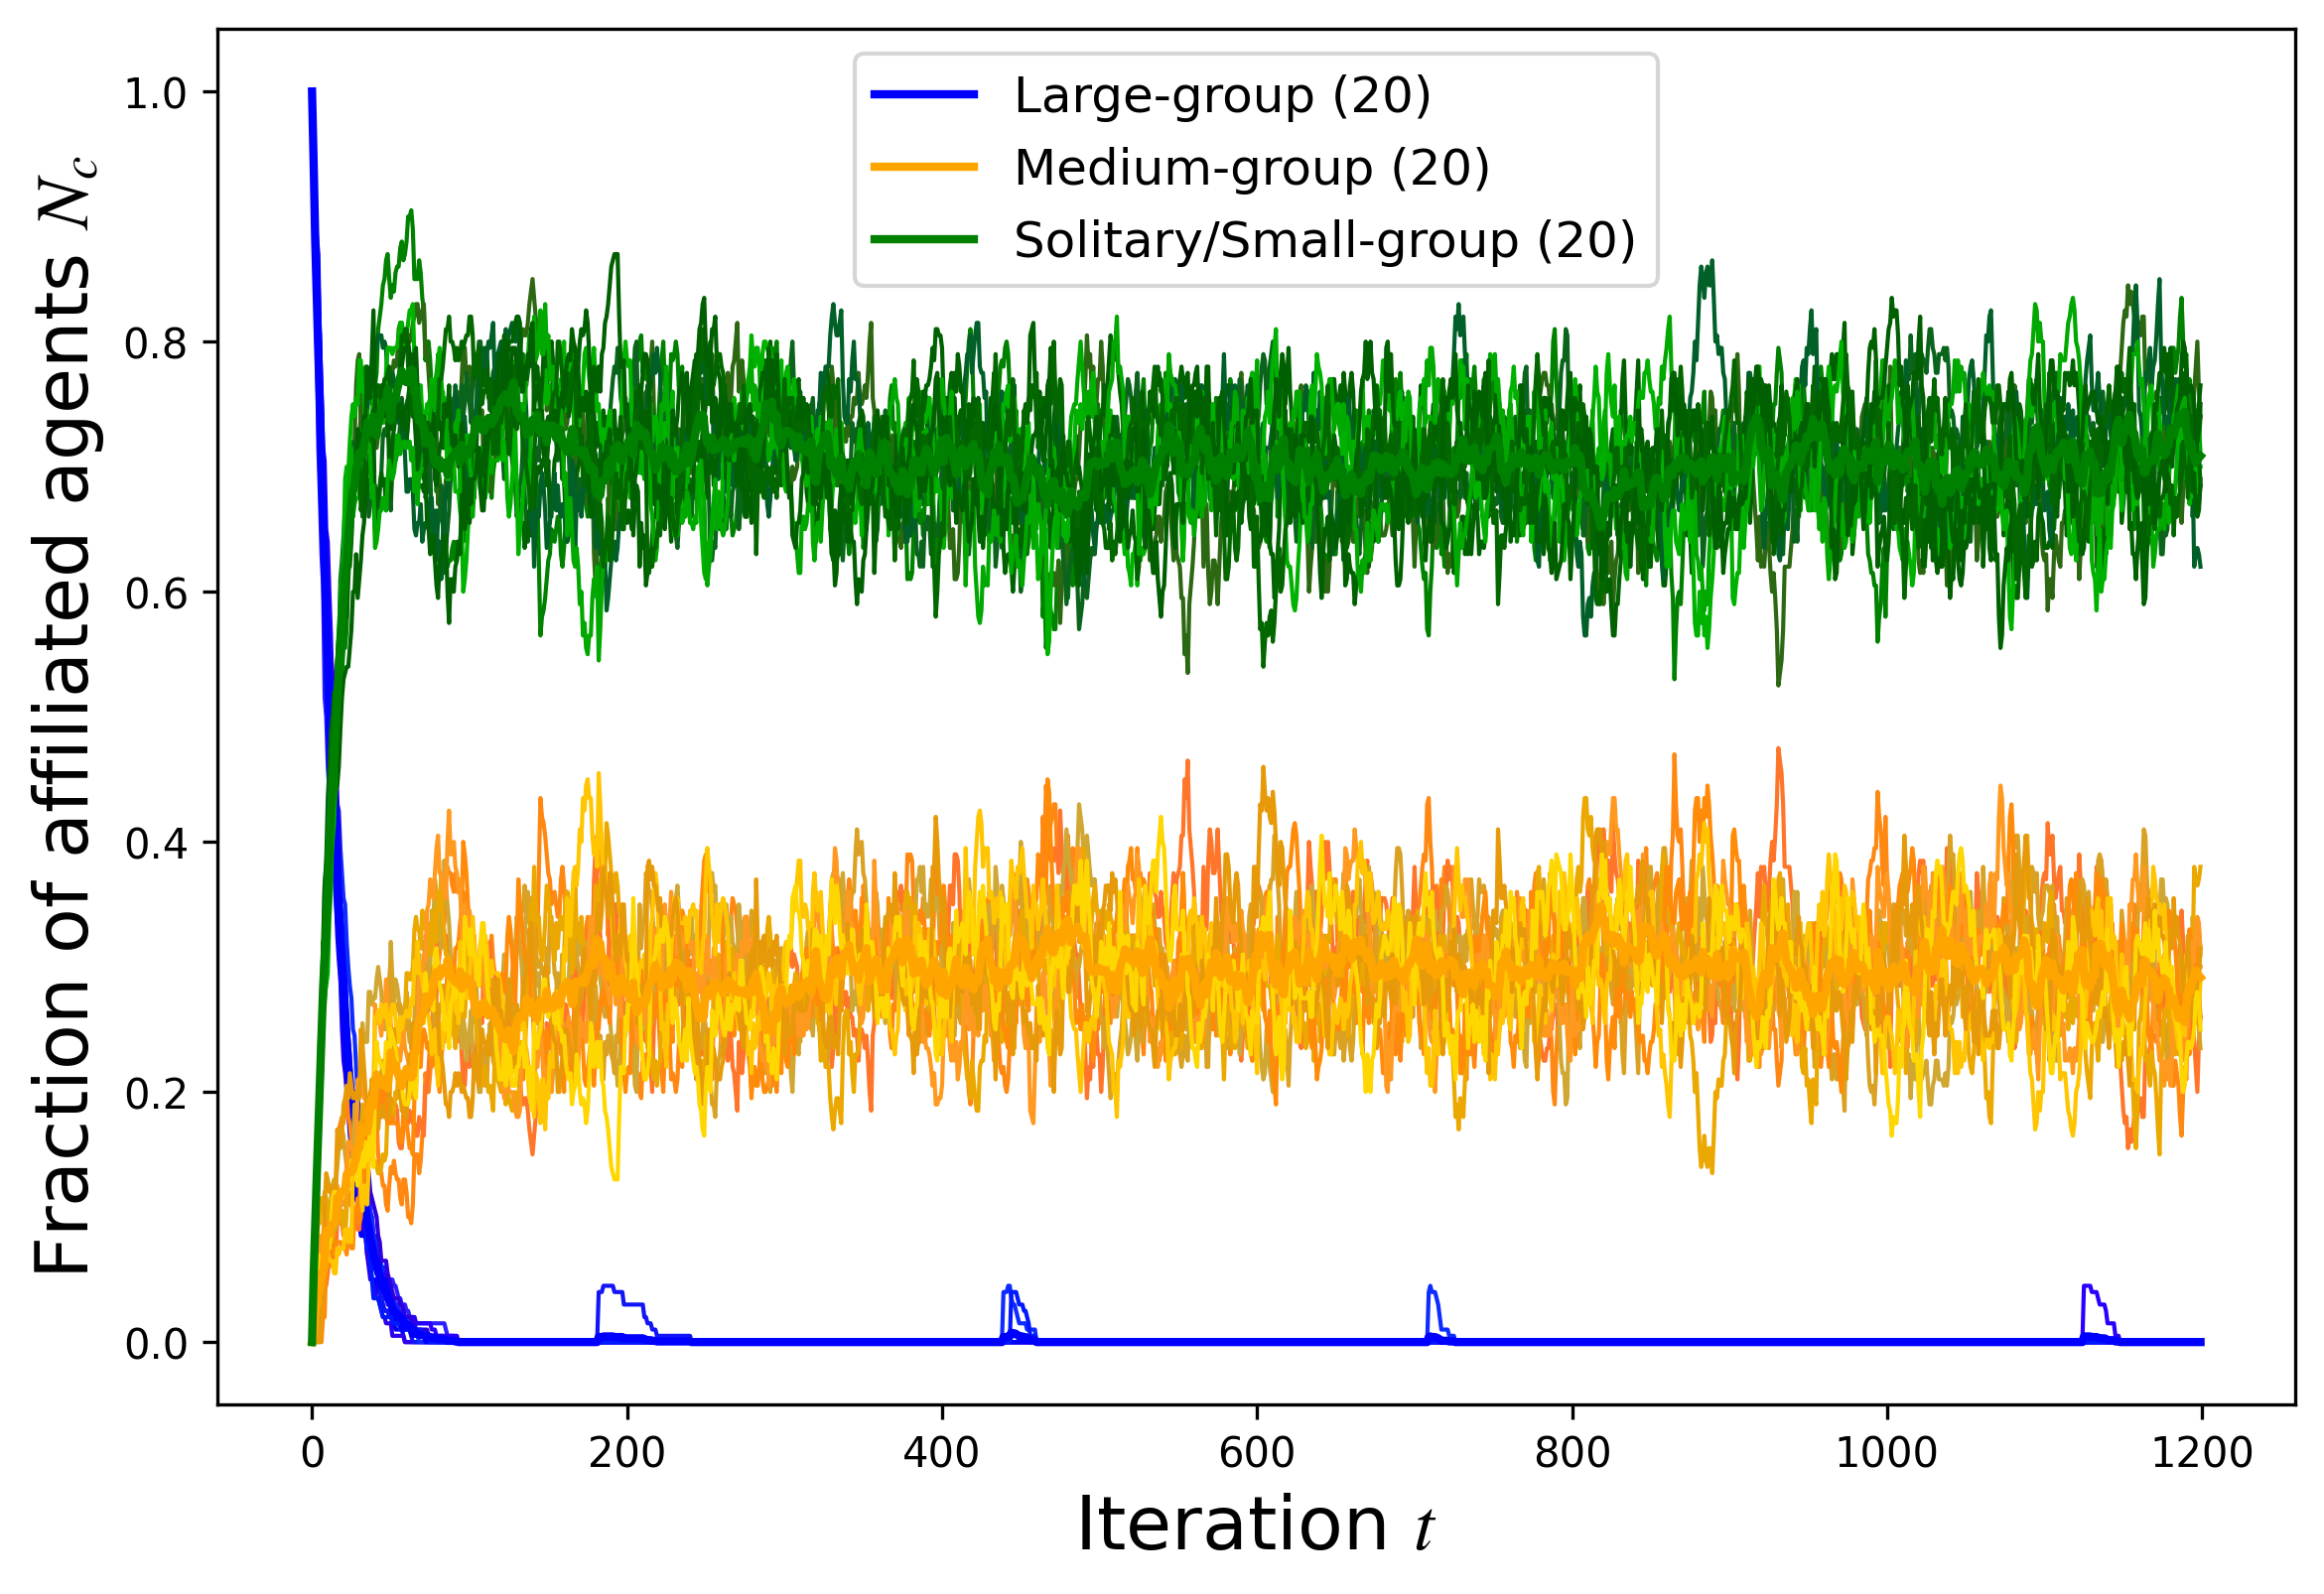 Large-group (20)
Medium-group (20)
Solitary/Small-group (20)
Fraction of affiliated agents N_c
1.0
0.8
0.6
0.4
0.2
0.0
0 200 400 600 800 1000 1200
Iteration t